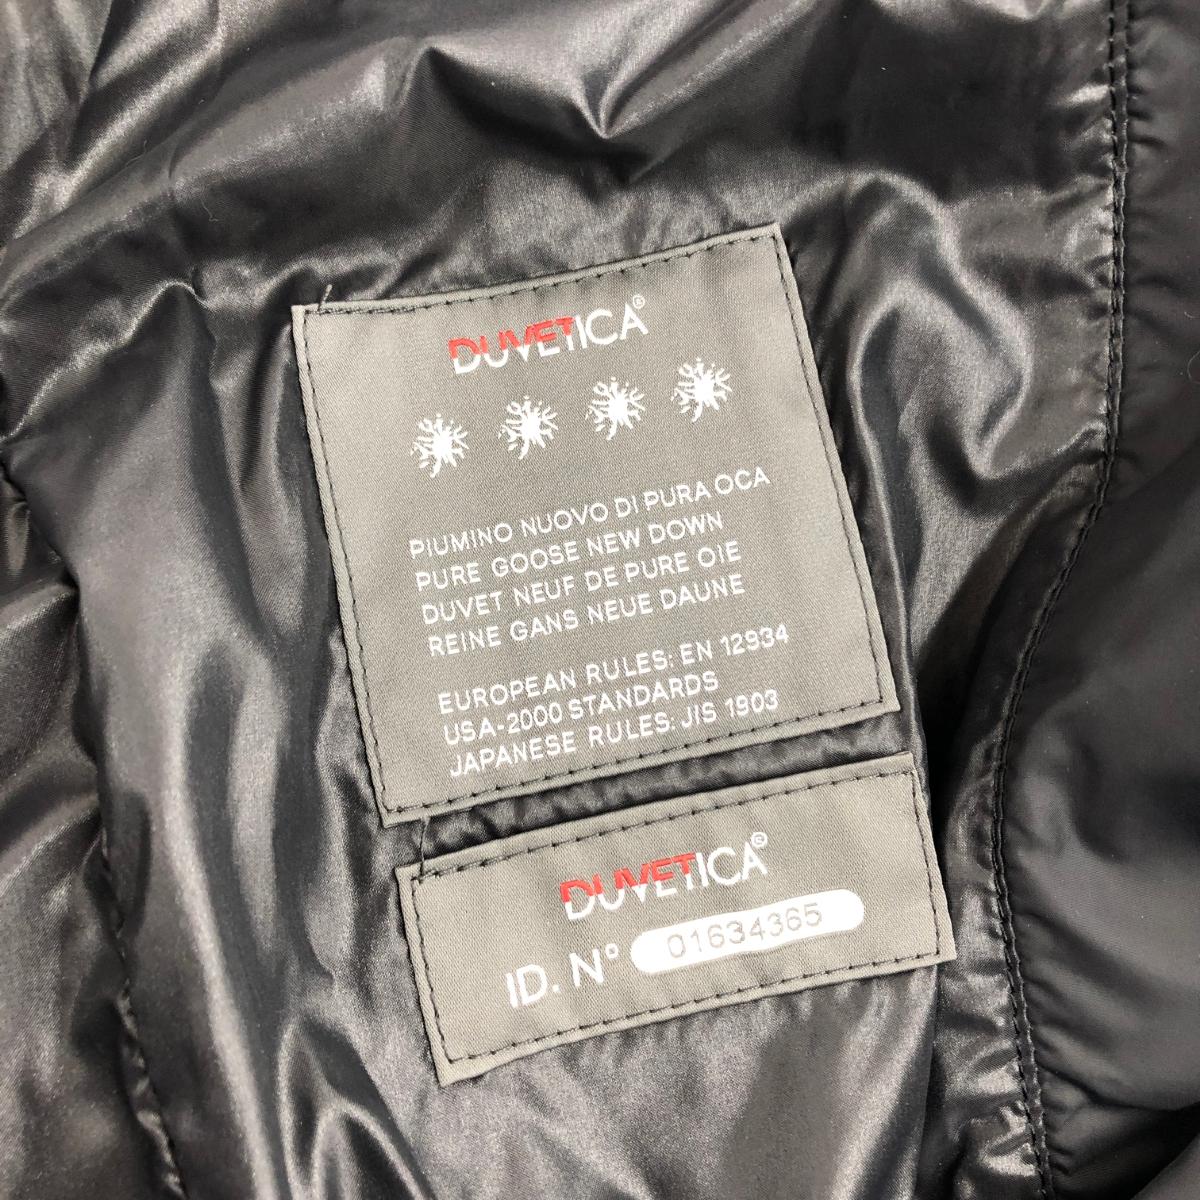 DUVETICA®
PIUMINO NUOVO DI PURA OCA
PURE GOOSE NEW DOWN
DUVET NEUF DE PURE OIE
REINE GANS NEUE DAUNE
EUROPEAN RULES: EN 12934
USA-2000 STANDARDS
JAPANESE RULES: JIS 1903
DUVETICA®
ID. N° 01634365